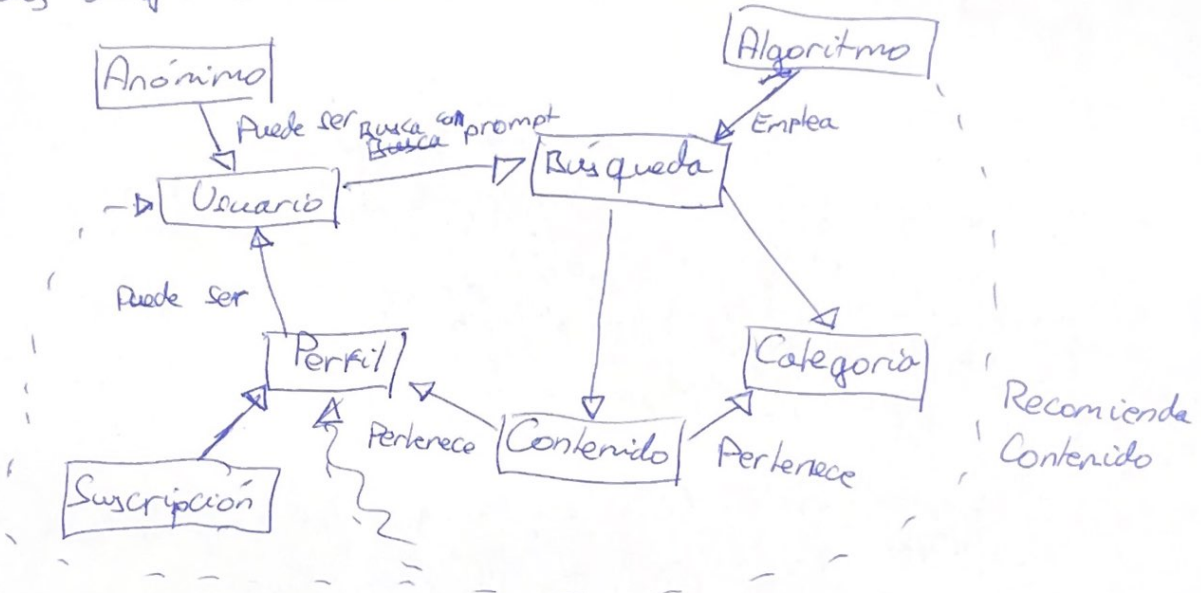 Algoritmo
Anónimo
Puede ser
Busca con prompt
Busca
Emplea
Búsqueda
Usuario
Puede ser
Perfil
Categoría
Recomienda
Contenido
Pertenece
Contenido
Pertenece
Suscripción